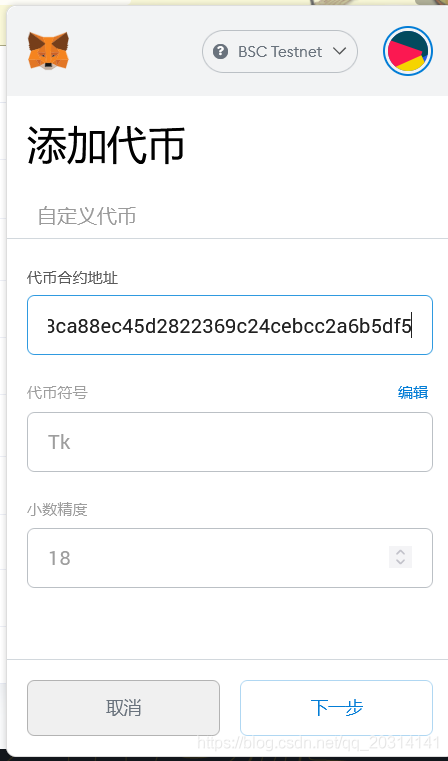 BSC Testnet
添加代币
自定义代币
代币合约地址
3ca88ec45d2822369c24cebcc2a6b5df5
代币符号 编辑
Tk
小数精度
18
取消 下一步
https://blog.csdn.net/qq_20314141